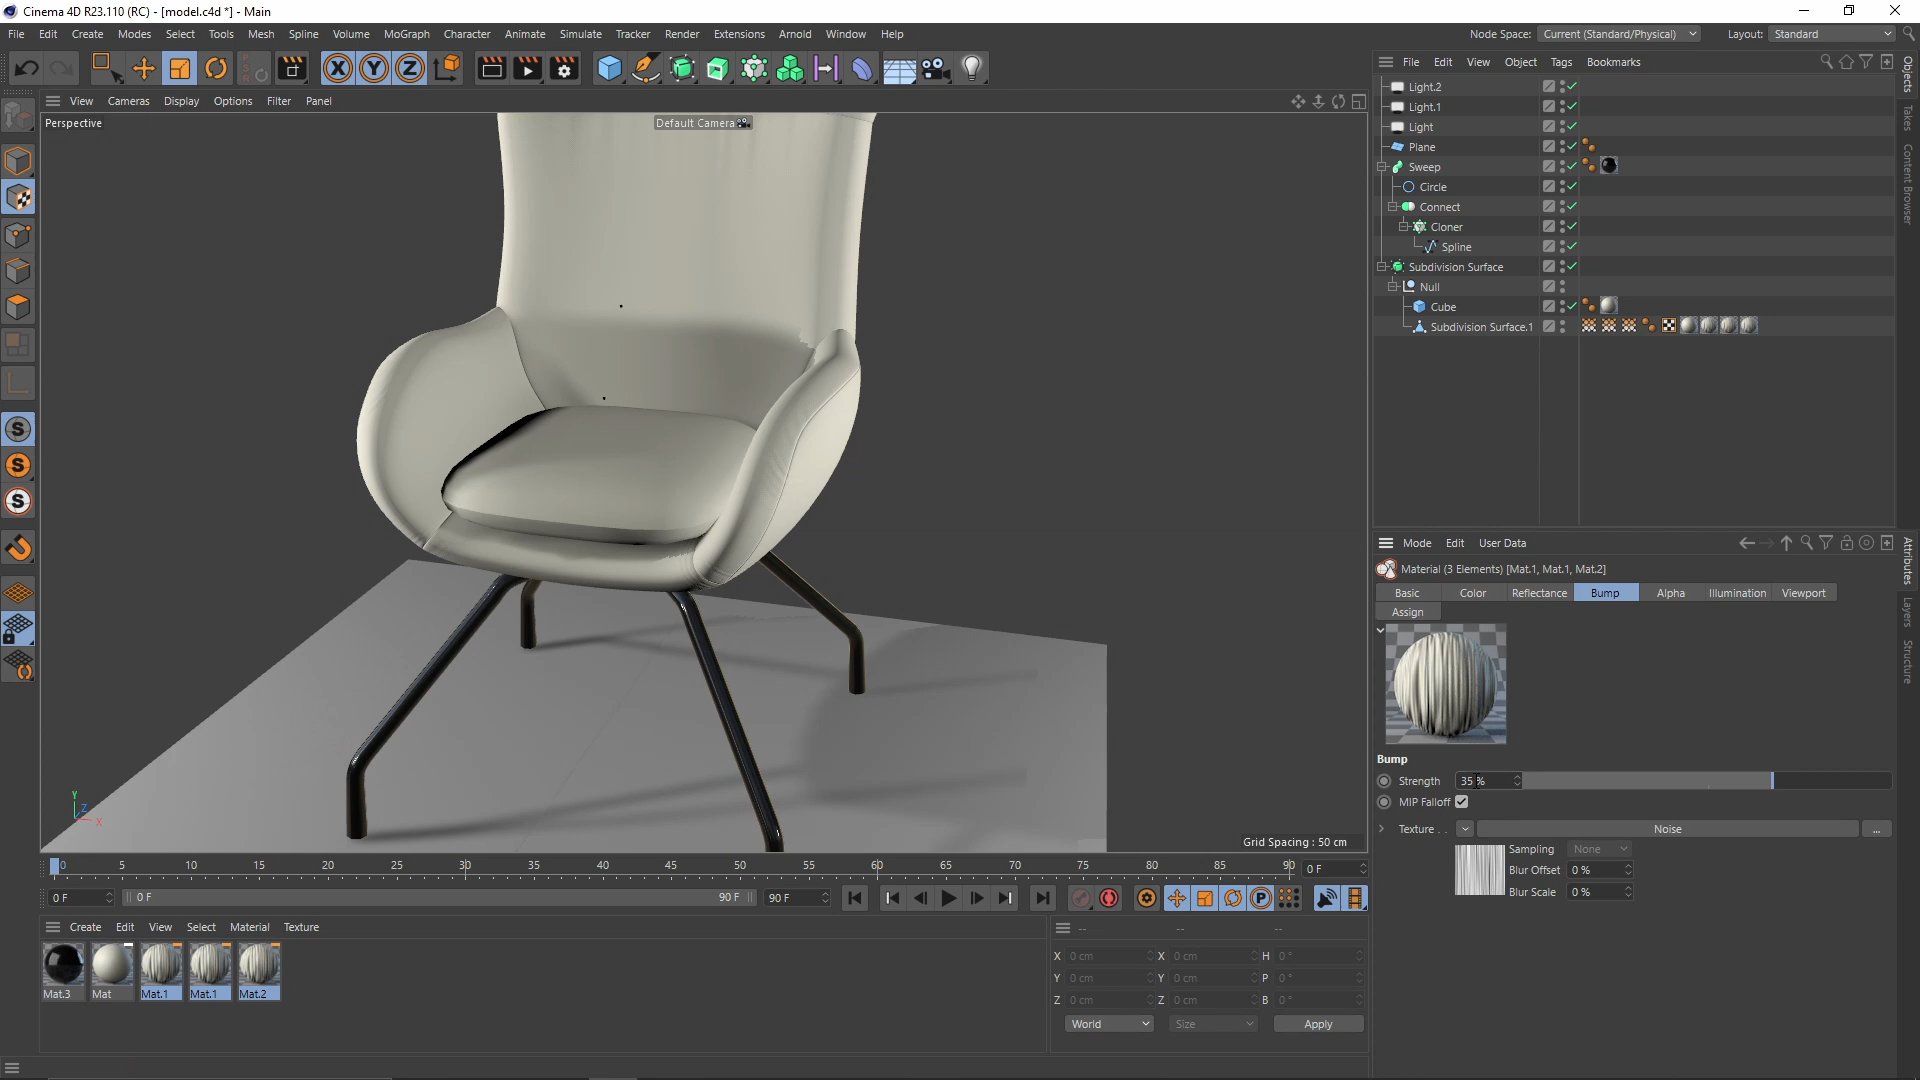 Cinema 4D R23.110 (RC) - [model.c4d *] - Main
File Edit Create Modes Select Tools Mesh Spline Volume MoGraph Character Animate Simulate Tracker Render Extensions Arnold Window Help Node Space: Current (Standard/Physical) Layout: Standard
View Cameras Display Options Filter Panel
Perspective
Default Camera
Grid Spacing : 50 cm
File Edit View Object Tags Bookmarks
Light.2
Light.1
Light
Plane
Sweep
Circle
Connect
Cloner
Spline
Subdivision Surface
Null
Cube
Subdivision Surface.1
Objects
Takes
Content Browser
Mode Edit User Data
Material (3 Elements) [Mat.1, Mat.1, Mat.2]
Basic Color Reflectance Bump Alpha Illumination Viewport
Assign
Bump
Strength 35 %
MIP Falloff
Texture . . Noise ...
Sampling None
Blur Offset 0 %
Blur Scale 0 %
Attributes
Layers
Structure
0 5 10 15 20 25 30 35 40 45 50 55 60 65 70 75 80 85 90 0 F
0 F 0 F 90 F 90 F
Create Edit View Select Material Texture
Mat.3 Mat Mat.1 Mat.1 Mat.2
-- -- --
X 0 cm X 0 cm H 0 °
Y 0 cm Y 0 cm P 0 °
Z 0 cm Z 0 cm B 0 °
World Size Apply
X Y Z
PSR
S
S
S
P
Y
Z
X